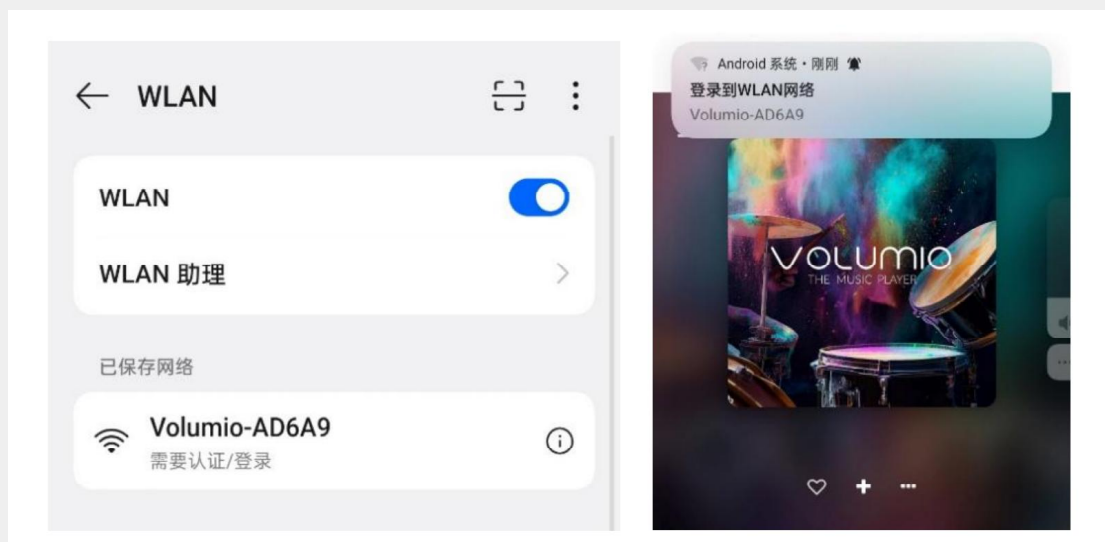 WLAN
WLAN
WLAN 助理
已保存网络
Volumio-AD6A9
需要认证/登录
Android 系统 · 刚刚
登录到WLAN网络
Volumio-AD6A9
VOLUMIO
THE MUSIC PLAYER